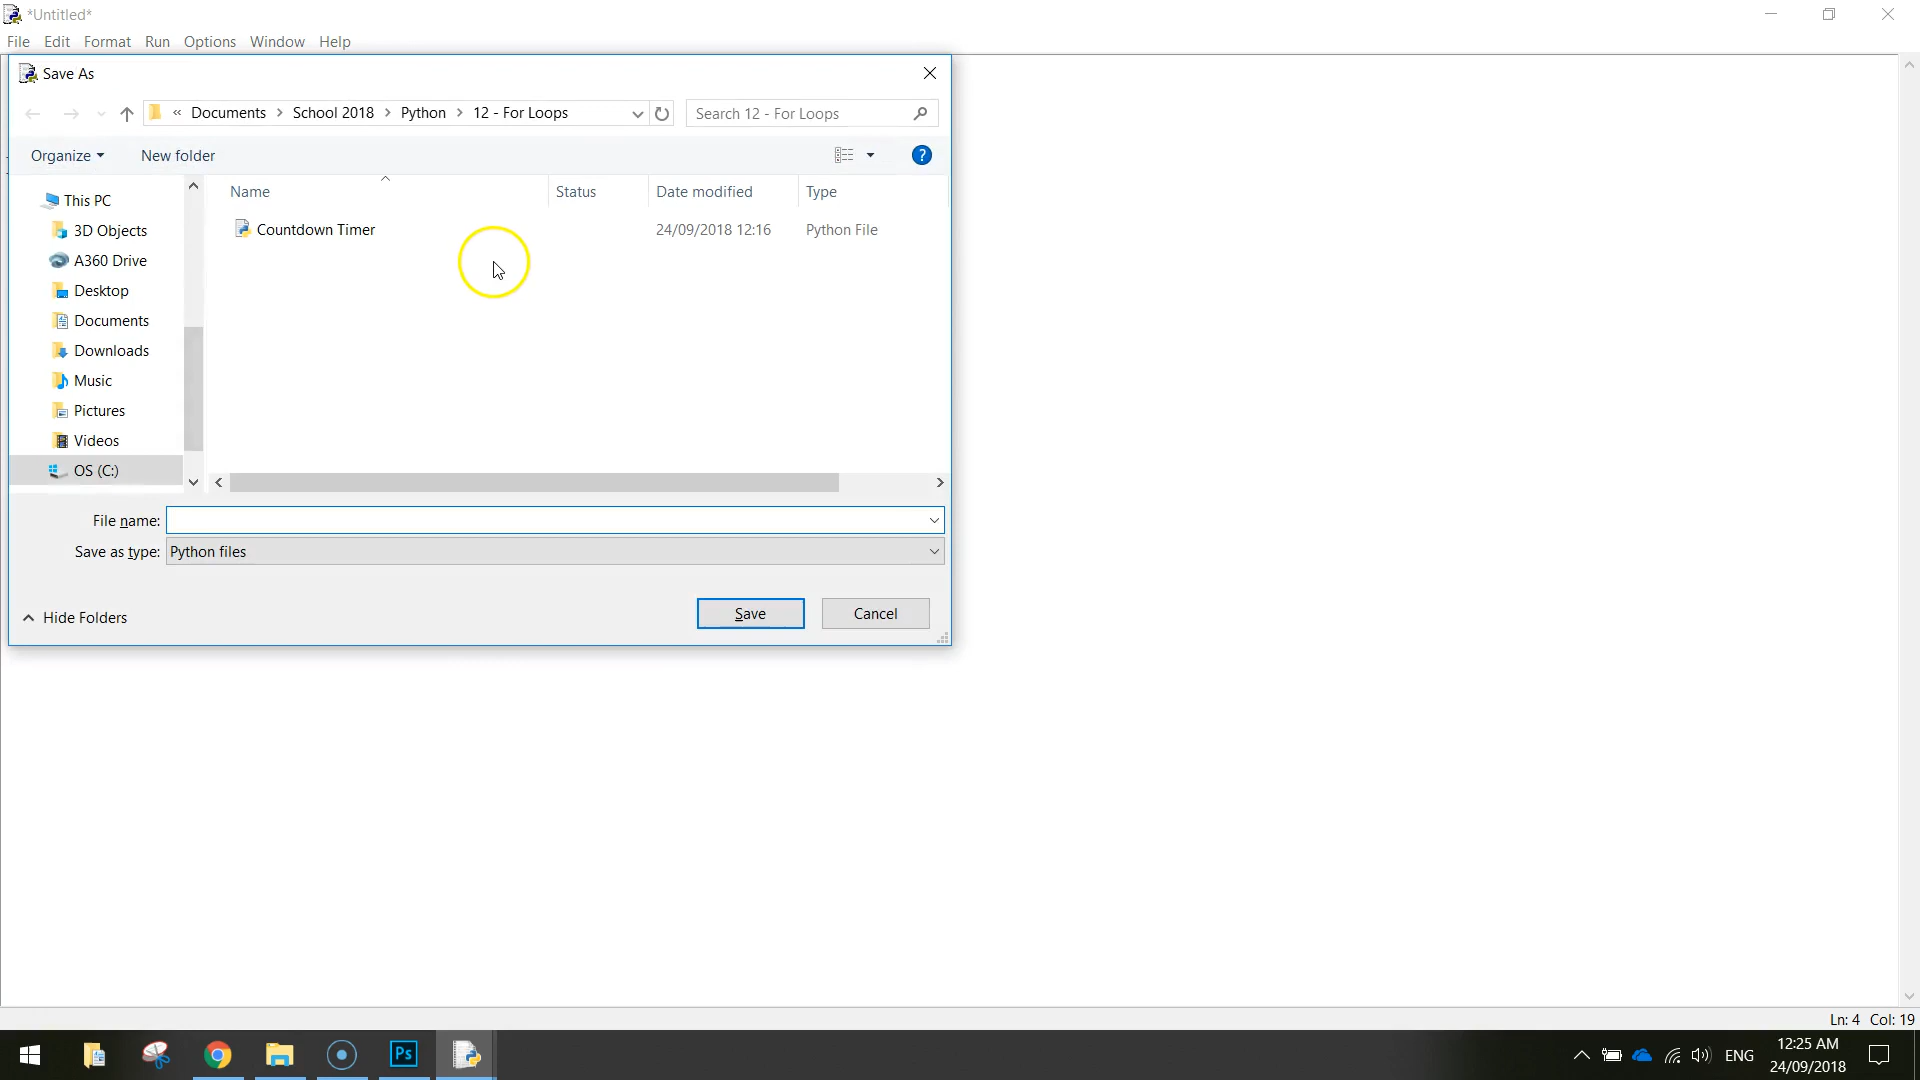 *Untitled*
File Edit Format Run Options Window Help
Save As
« Documents > School 2018 > Python > 12 - For Loops
Search 12 - For Loops
Organize New folder
?
Name Status Date modified Type
This PC
3D Objects
A360 Drive
Desktop
Documents
Downloads
Music
Pictures
Videos
OS (C:)
Countdown Timer 24/09/2018 12:16 Python File
File name:
Save as type: Python files
Hide Folders
Save Cancel
Ln: 4 Col: 19
Ps
ENG
12:25 AM
24/09/2018